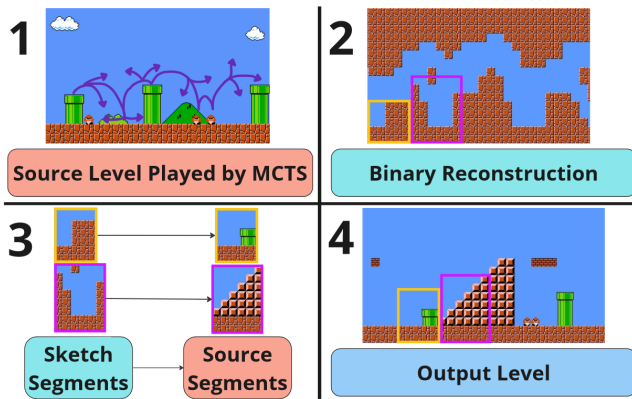 1
Source Level Played by MCTS
2
Binary Reconstruction
3
Sketch
Segments
Source
Segments
4
Output Level